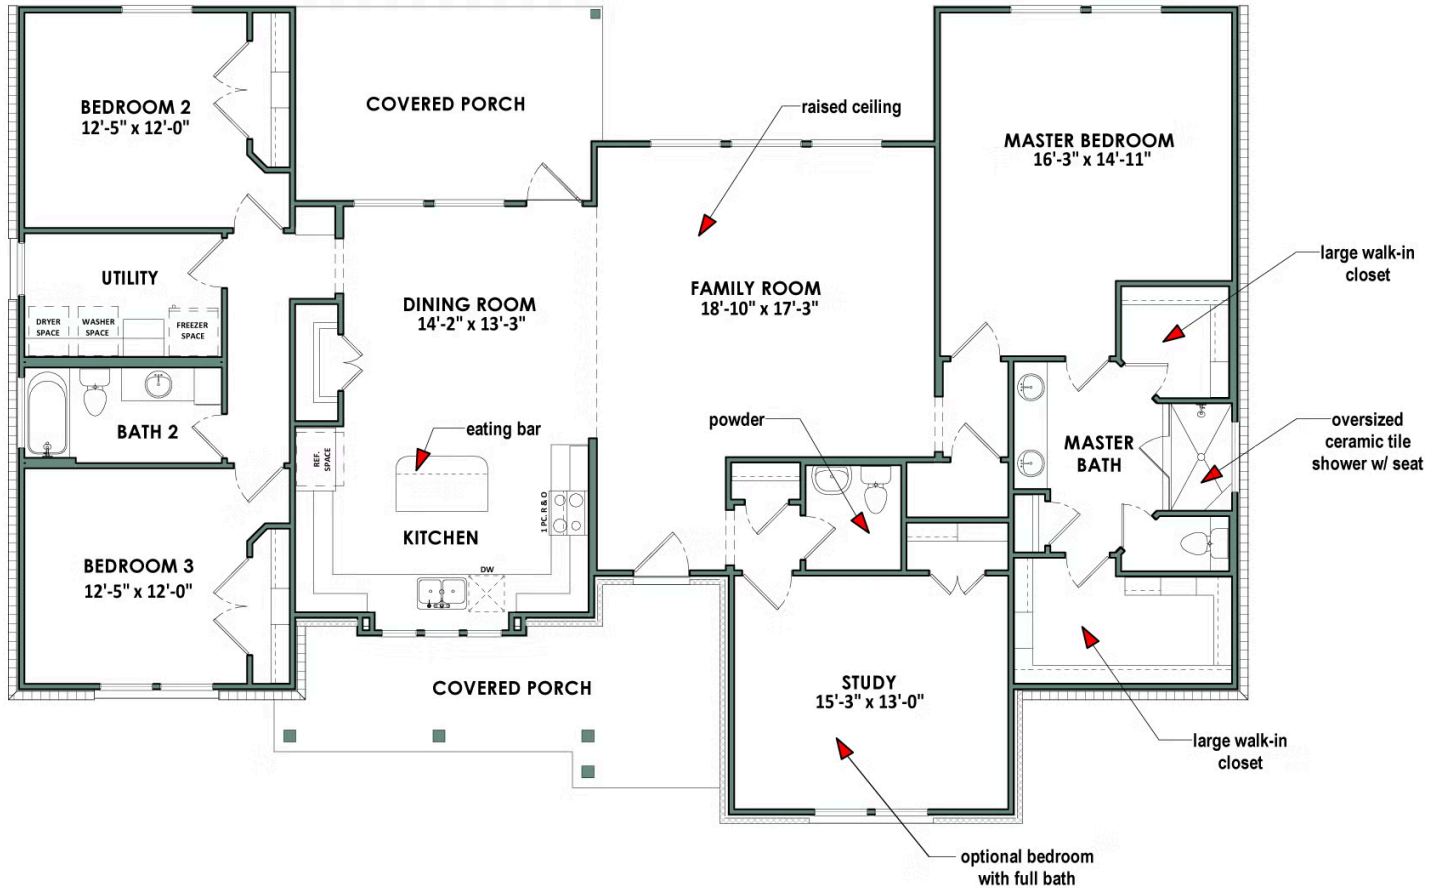 BEDROOM 2
12'-5" x 12'-0"
COVERED PORCH
raised ceiling
MASTER BEDROOM
16'-3" x 14'-11"
large walk-in
closet
UTILITY
DRYER
SPACE
WASHER
SPACE
FREEZER
SPACE
DINING ROOM
14'-2" x 13'-3"
FAMILY ROOM
18'-10" x 17'-3"
BATH 2
eating bar
powder
MASTER
BATH
oversized
ceramic tile
shower w/ seat
REF.
SPACE
1 PC. R & O
KITCHEN
DW
BEDROOM 3
12'-5" x 12'-0"
COVERED PORCH
STUDY
15'-3" x 13'-0"
large walk-in
closet
optional bedroom
with full bath